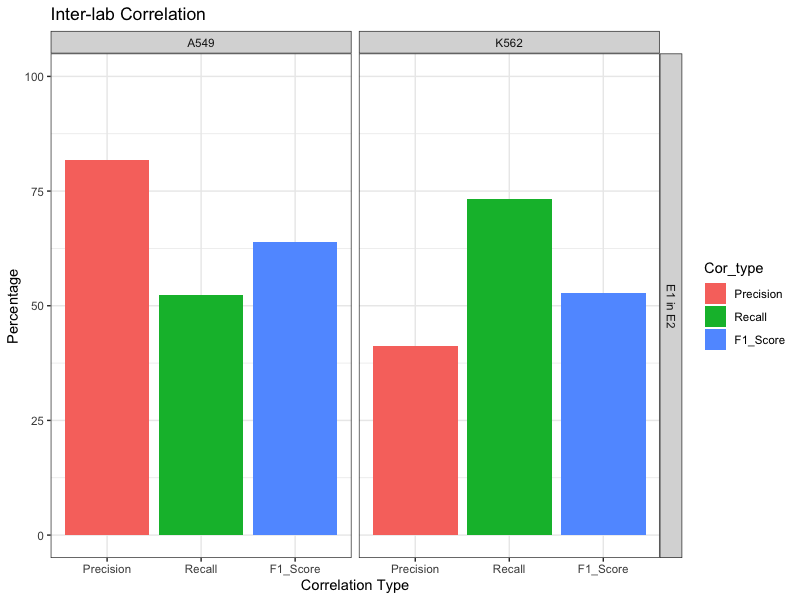 Inter-lab Correlation
A549
K562
100
75
50
25
0
Percentage
Precision
Recall
F1_Score
Precision
Recall
F1_Score
Correlation Type
E1 in E2
Cor_type
Precision
Recall
F1_Score